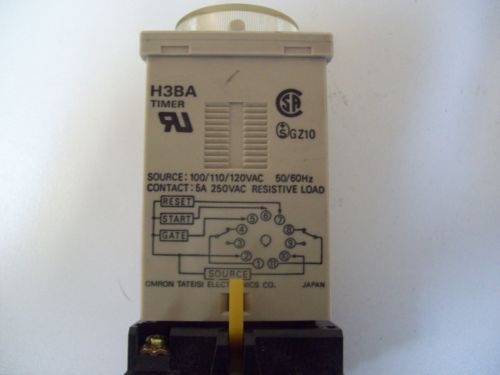 H3BA
TIMER
SA
GZ10
SOURCE: 100/110/120VAC 50/60Hz
CONTACT: 5A 250VAC RESISTIVE LOAD
RESET
START
GATE
5 6 7
4 8
3 9
2 1 11 10
SOURCE
OMRON TATEISI ELECTRONICS CO. JAPAN